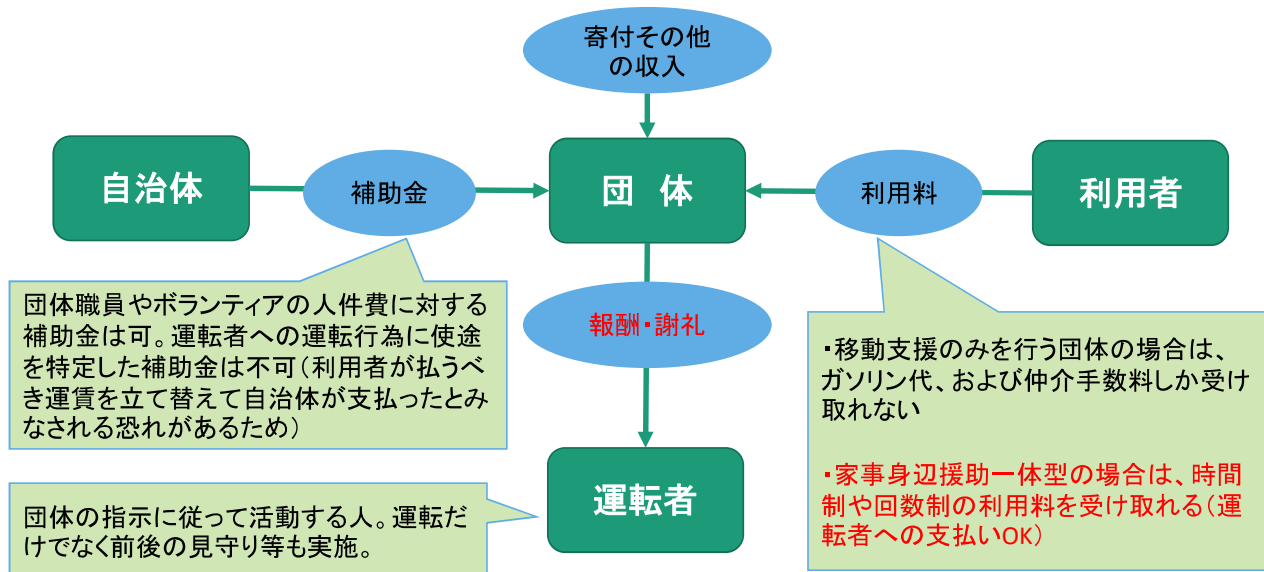 寄付その他
の収入
自治体
補助金
団　体
利用料
利用者
団体職員やボランティアの人件費に対する
補助金は可。運転者への運転行為に使途
を特定した補助金は不可（利用者が払うべ
き運賃を立て替えて自治体が支払ったとみ
なされる恐れがあるため）
報酬・謝礼
・移動支援のみを行う団体の場合は、
ガソリン代、および仲介手数料しか受け
取れない
・家事身辺援助一体型の場合は、時間
制や回数制の利用料を受け取れる（運
転者への支払いOK）
運転者
団体の指示に従って活動する人。運転だ
けでなく前後の見守り等も実施。